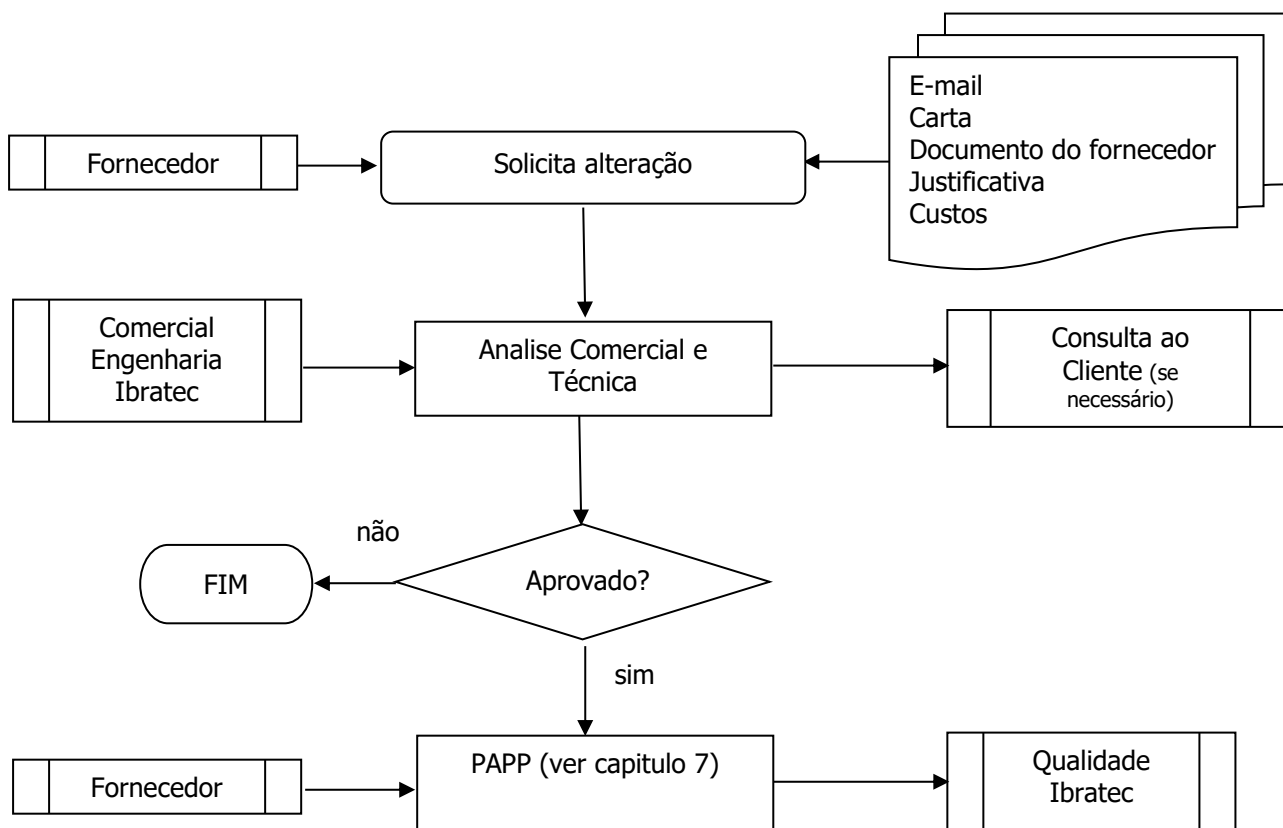 E-mail
Carta
Documento do fornecedor
Justificativa
Custos
Fornecedor
Solicita alteração
Comercial
Engenharia
Ibratec
Analise Comercial e
Técnica
Consulta ao
Cliente (se
necessário)
não
FIM
Aprovado?
sim
Fornecedor
PAPP (ver capitulo 7)
Qualidade
Ibratec